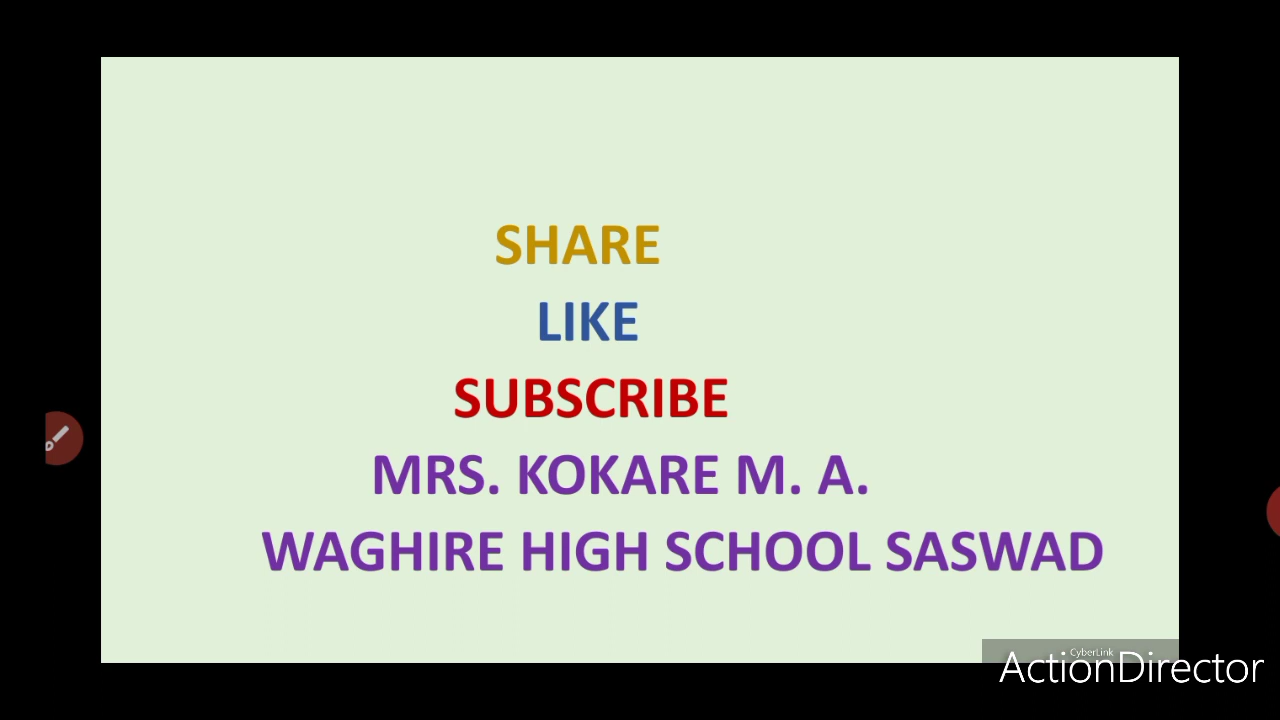 SHARE
LIKE
SUBSCRIBE
MRS. KOKARE M. A.
WAGHIRE HIGH SCHOOL SASWAD
CyberLink
ActionDirector